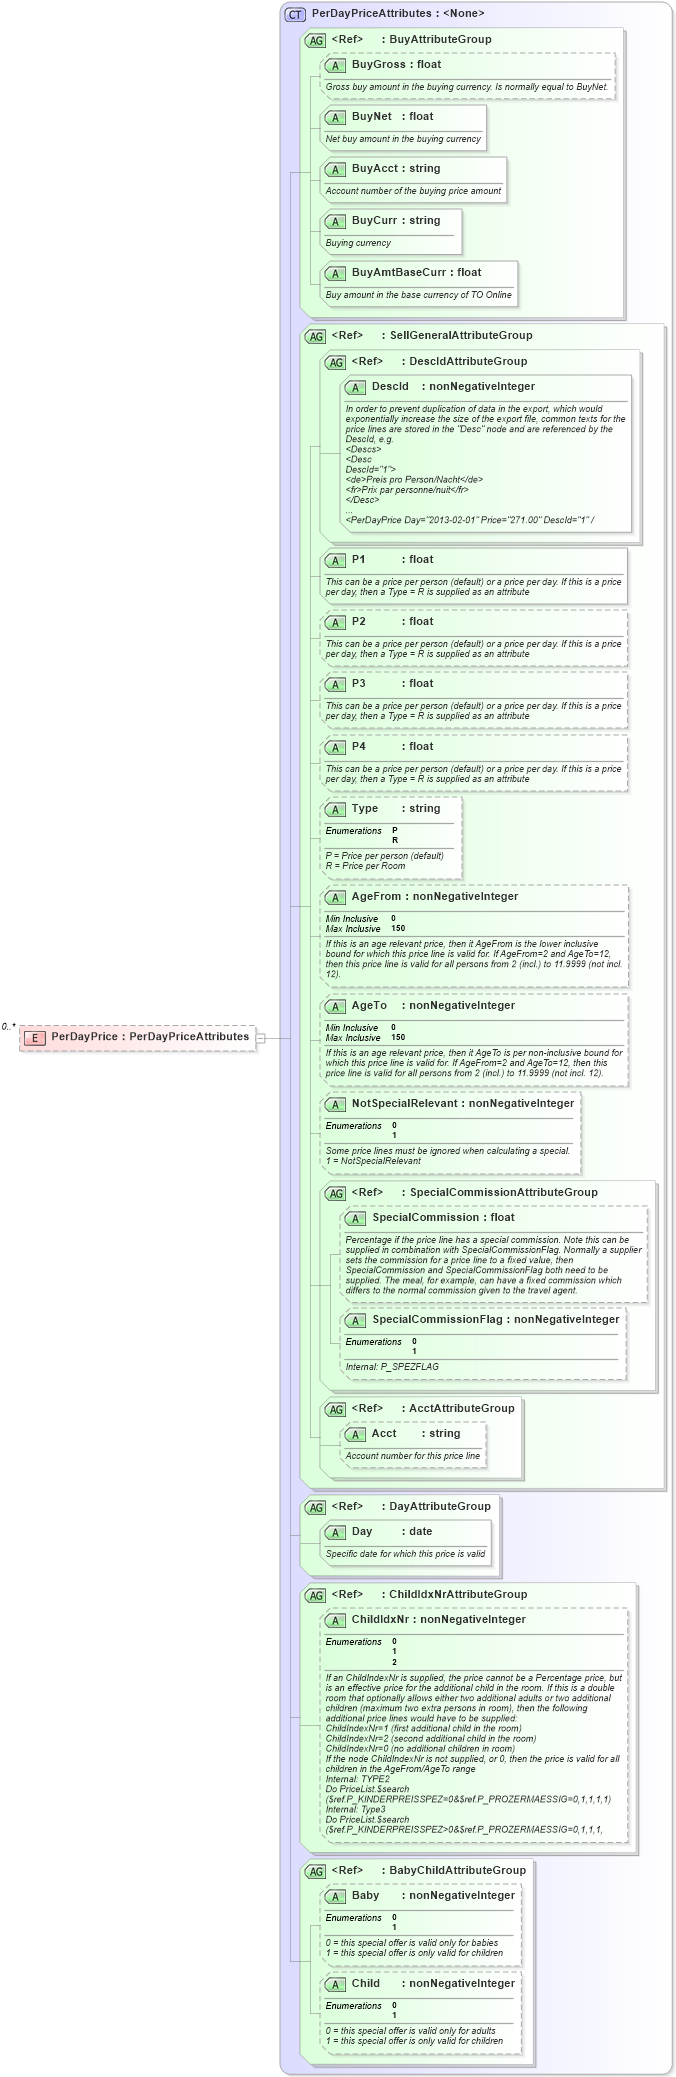 CT PerDayPriceAttributes : <None>
AG <Ref> : BuyAttributeGroup
A BuyGross : float
Gross buy amount in the buying currency. Is normally equal to BuyNet.
A BuyNet : float
Net buy amount in the buying currency
A BuyAcct : string
Account number of the buying price amount
A BuyCurr : string
Buying currency
A BuyAmtBaseCurr : float
Buy amount in the base currency of TO Online
AG <Ref> : SellGeneralAttributeGroup
AG <Ref> : DescIdAttributeGroup
A DescId : nonNegativeInteger
In order to prevent duplication of data in the export, which would
exponentially increase the size of the export file, common texts for the
price lines are stored in the "Desc" node and are referenced by the
DescId, e.g.
<Descs>
<Desc
DescId="1">
<de>Preis pro Person/Nacht</de>
<fr>Prix par personne/nuit</fr>
</Desc>
...
<PerDayPrice Day="2013-02-01" Price="271.00" DescId="1" /
A P1 : float
This can be a price per person (default) or a price per day. If this is a price
per day, then a Type = R is supplied as an attribute
A P2 : float
This can be a price per person (default) or a price per day. If this is a price
per day, then a Type = R is supplied as an attribute
A P3 : float
This can be a price per person (default) or a price per day. If this is a price
per day, then a Type = R is supplied as an attribute
A P4 : float
This can be a price per person (default) or a price per day. If this is a price
per day, then a Type = R is supplied as an attribute
A Type : string
Enumerations P
R
P = Price per person (default)
R = Price per Room
A AgeFrom : nonNegativeInteger
Min Inclusive 0
Max Inclusive 150
If this is an age relevant price, then it AgeFrom is the lower inclusive
bound for which this price line is valid for. If AgeFrom=2 and AgeTo=12,
then this price line is valid for all persons from 2 (incl.) to 11.9999 (not incl.
12).
A AgeTo : nonNegativeInteger
Min Inclusive 0
Max Inclusive 150
0..*
E PerDayPrice : PerDayPriceAttributes
If this is an age relevant price, then it AgeTo is per non-inclusive bound for
which this price line is valid for. If AgeFrom=2 and AgeTo=12, then this
price line is valid for all persons from 2 (incl.) to 11.9999 (not incl. 12).
A NotSpecialRelevant : nonNegativeInteger
Enumerations 0
1
Some price lines must be ignored when calculating a special.
1 = NotSpecialRelevant
AG <Ref> : SpecialCommissionAttributeGroup
A SpecialCommission : float
Percentage if the price line has a special commission. Note this can be
supplied in combination with SpecialCommissionFlag. Normally a supplier
sets the commission for a price line to a fixed value, then
SpecialCommission and SpecialCommissionFlag both need to be
supplied. The meal, for example, can have a fixed commission which
differs to the normal commission given to the travel agent.
A SpecialCommissionFlag : nonNegativeInteger
Enumerations 0
1
Internal: P_SPEZFLAG
AG <Ref> : AcctAttributeGroup
A Acct : string
Account number for this price line
AG <Ref> : DayAttributeGroup
A Day : date
Specific date for which this price is valid
AG <Ref> : ChildIdxNrAttributeGroup
A ChildIdxNr : nonNegativeInteger
Enumerations 0
1
2
If an ChildIndexNr is supplied, the price cannot be a Percentage price, but
is an effective price for the additional child in the room. If this is a double
room that optionally allows either two additional adults or two additional
children (maximum two extra persons in room), then the following
additional price lines would have to be supplied:
ChildIndexNr=1 (first additional child in the room)
ChildIndexNr=2 (second additional child in the room)
ChildIndexNr=0 (no additional children in room)
If the node ChildIndexNr is not supplied, or 0, then the price is valid for all
children in the AgeFrom/AgeTo range
Internal: TYPE2
Do PriceList.$search
($ref.P_KINDERPREISSPEZ=0&$ref.P_PROZERMAESSIG=0,1,1,1,1)
Internal: Type3
Do PriceList.$search
($ref.P_KINDERPREISSPEZ>0&$ref.P_PROZERMAESSIG=0,1,1,1,
AG <Ref> : BabyChildAttributeGroup
A Baby : nonNegativeInteger
Enumerations 0
1
0 = this special offer is valid only for babies
1 = this special offer is only valid for children
A Child : nonNegativeInteger
Enumerations 0
1
0 = this special offer is valid only for adults
1 = this special offer is only valid for children